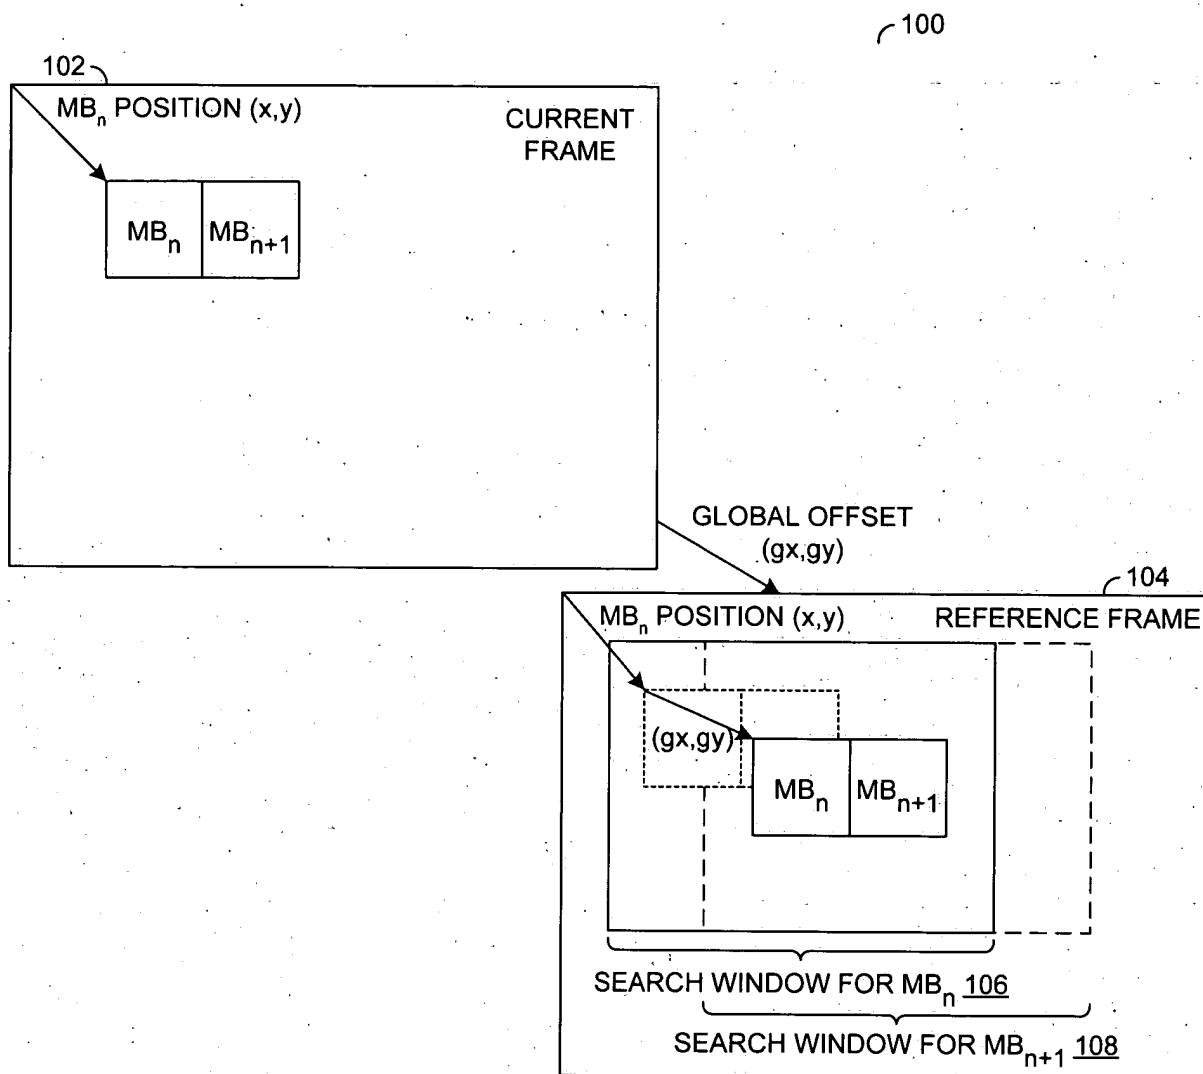 100
102
MBn POSITION (x,y)
CURRENT
FRAME
MBn
MBn+1
GLOBAL OFFSET
(gx,gy)
104
MBn POSITION (x,y)
REFERENCE FRAME
(gx,gy)
MBn
MBn+1
SEARCH WINDOW FOR MBn 106
SEARCH WINDOW FOR MBn+1 108